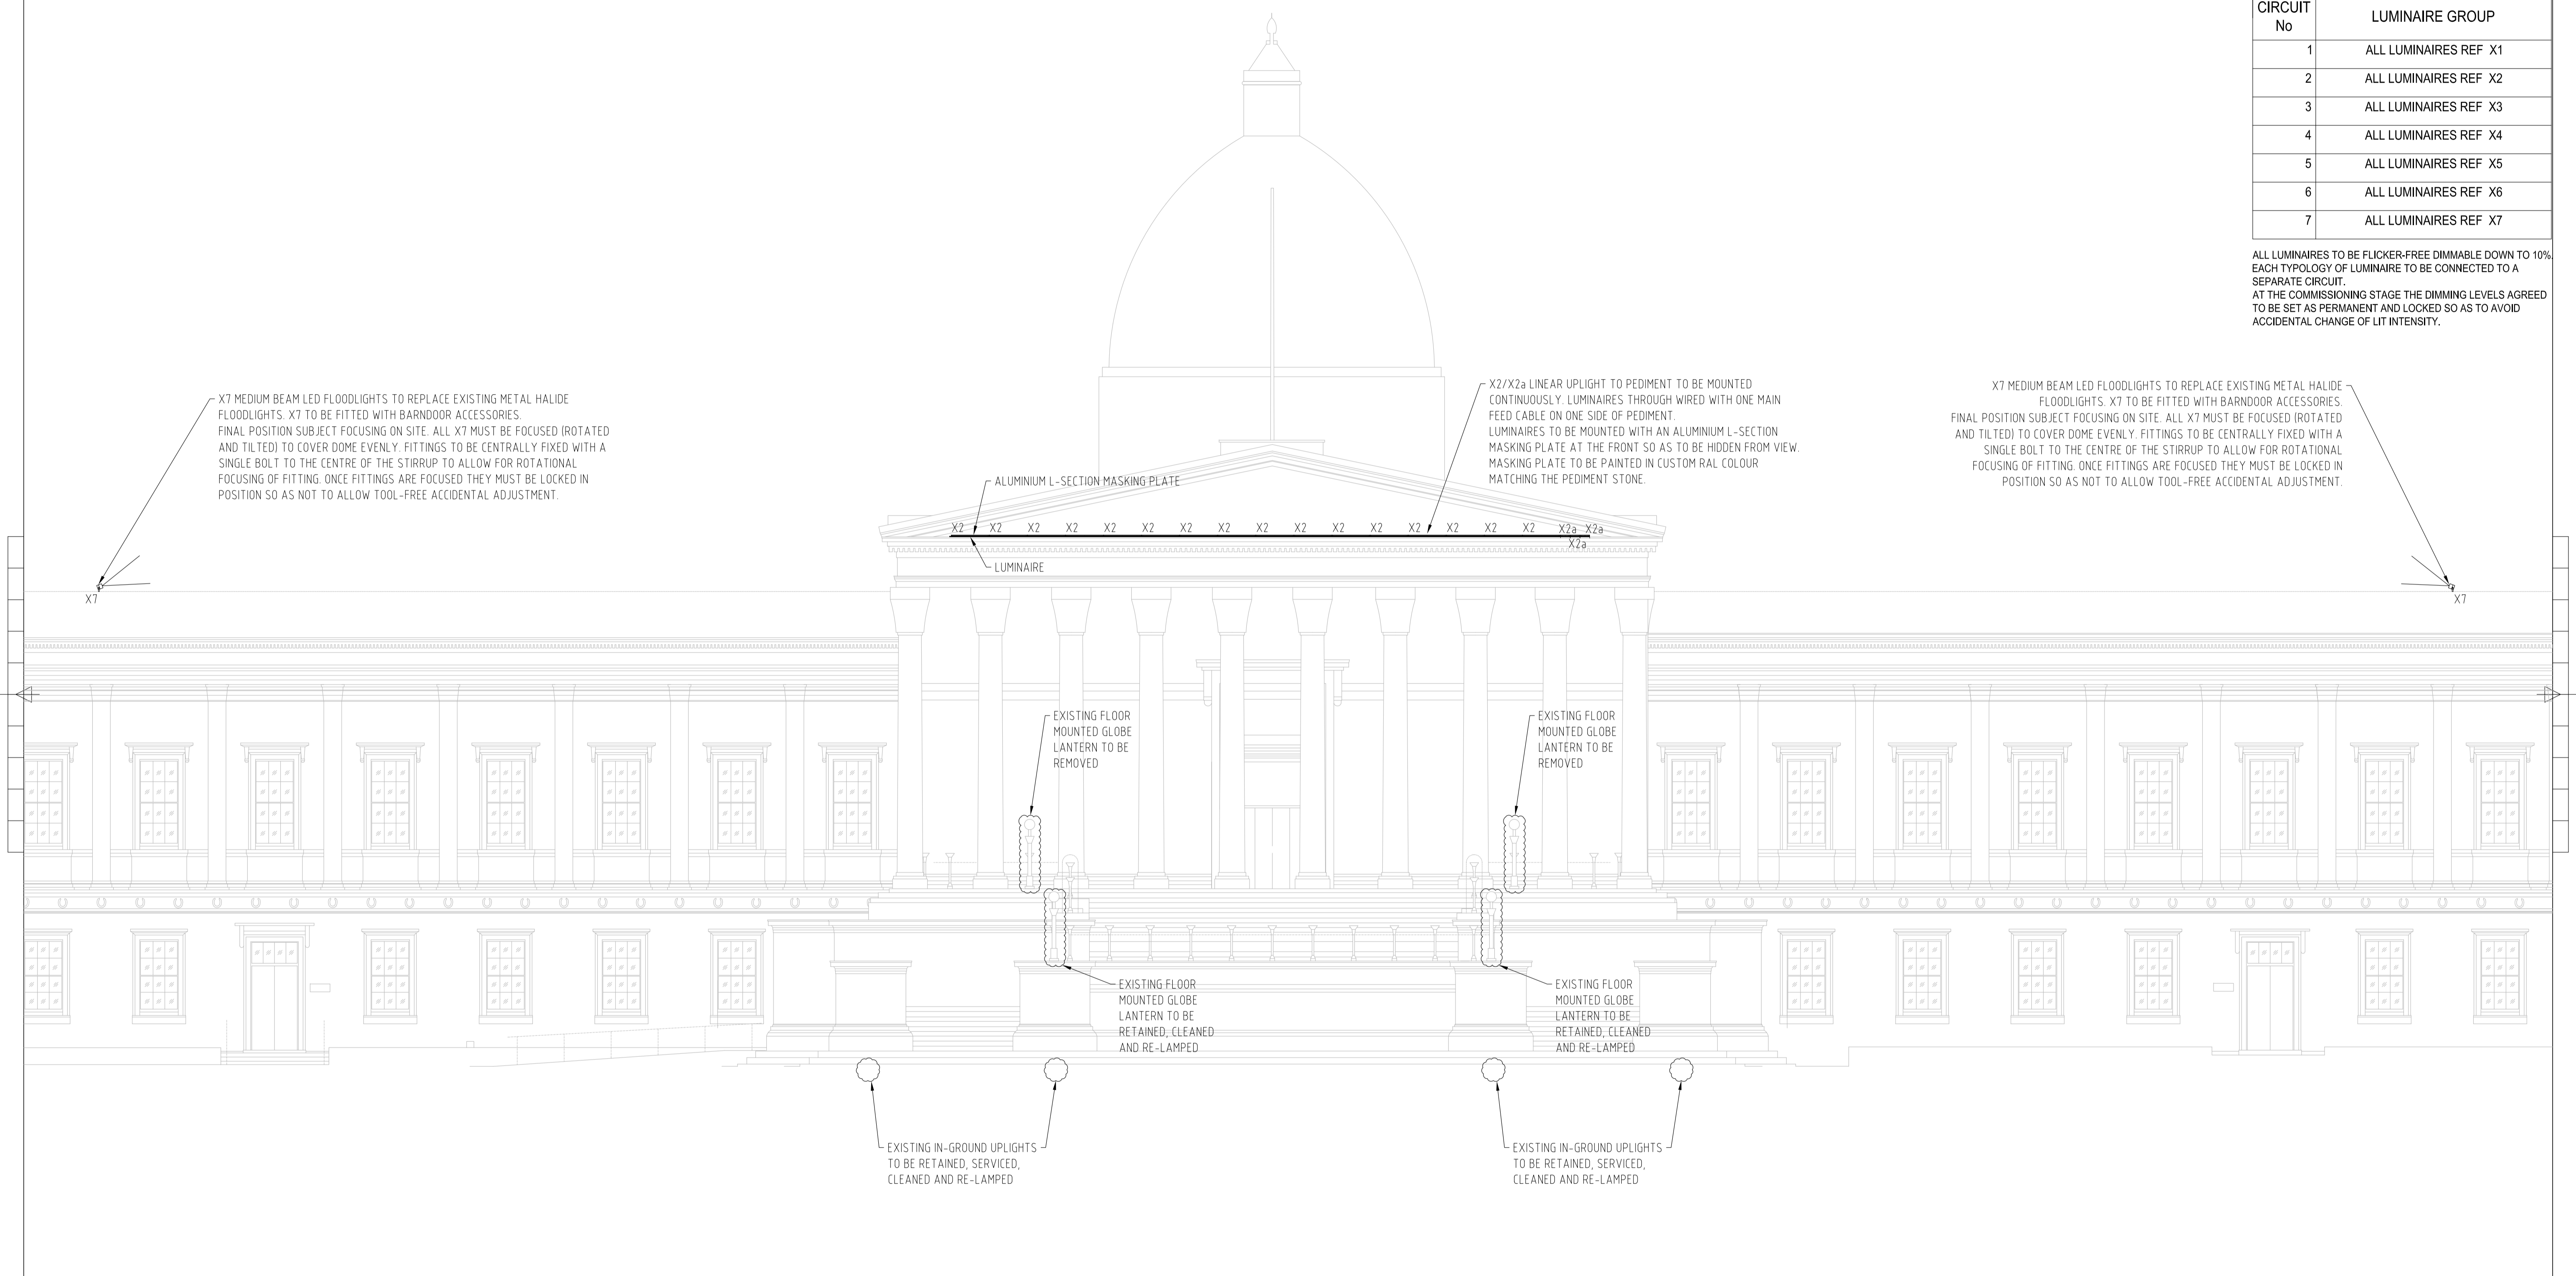 CIRCUIT
No
LUMINAIRE GROUP
1 ALL LUMINAIRES REF X1
2 ALL LUMINAIRES REF X2
3 ALL LUMINAIRES REF X3
4 ALL LUMINAIRES REF X4
5 ALL LUMINAIRES REF X5
6 ALL LUMINAIRES REF X6
7 ALL LUMINAIRES REF X7
ALL LUMINAIRES TO BE FLICKER-FREE DIMMABLE DOWN TO 10%.
EACH TYPOLOGY OF LUMINAIRE TO BE CONNECTED TO A
SEPARATE CIRCUIT.
AT THE COMMISSIONING STAGE THE DIMMING LEVELS AGREED
TO BE SET AS PERMANENT AND LOCKED SO AS TO AVOID
ACCIDENTAL CHANGE OF LIT INTENSITY.
X7 MEDIUM BEAM LED FLOODLIGHTS TO REPLACE EXISTING METAL HALIDE
FLOODLIGHTS. X7 TO BE FITTED WITH BARNDOOR ACCESSORIES.
FINAL POSITION SUBJECT FOCUSING ON SITE. ALL X7 MUST BE FOCUSED (ROTATED
AND TILTED) TO COVER DOME EVENLY. FITTINGS TO BE CENTRALLY FIXED WITH A
SINGLE BOLT TO THE CENTRE OF THE STIRRUP TO ALLOW FOR ROTATIONAL
FOCUSING OF FITTING. ONCE FITTINGS ARE FOCUSED THEY MUST BE LOCKED IN
POSITION SO AS NOT TO ALLOW TOOL-FREE ACCIDENTAL ADJUSTMENT.
X2/X2a LINEAR UPLIGHT TO PEDIMENT TO BE MOUNTED
CONTINUOUSLY. LUMINAIRES THROUGH WIRED WITH ONE MAIN
FEED CABLE ON ONE SIDE OF PEDIMENT.
LUMINAIRES TO BE MOUNTED WITH AN ALUMINIUM L-SECTION
MASKING PLATE AT THE FRONT SO AS TO BE HIDDEN FROM VIEW.
MASKING PLATE TO BE PAINTED IN CUSTOM RAL COLOUR
MATCHING THE PEDIMENT STONE.
X7 MEDIUM BEAM LED FLOODLIGHTS TO REPLACE EXISTING METAL HALIDE
FLOODLIGHTS. X7 TO BE FITTED WITH BARNDOOR ACCESSORIES.
FINAL POSITION SUBJECT FOCUSING ON SITE. ALL X7 MUST BE FOCUSED (ROTATED
AND TILTED) TO COVER DOME EVENLY. FITTINGS TO BE CENTRALLY FIXED WITH A
SINGLE BOLT TO THE CENTRE OF THE STIRRUP TO ALLOW FOR ROTATIONAL
FOCUSING OF FITTING. ONCE FITTINGS ARE FOCUSED THEY MUST BE LOCKED IN
POSITION SO AS NOT TO ALLOW TOOL-FREE ACCIDENTAL ADJUSTMENT.
ALUMINIUM L-SECTION MASKING PLATE
X2 X2 X2 X2 X2 X2 X2 X2 X2 X2 X2 X2 X2 X2 X2 X2 X2a X2a
X2a
LUMINAIRE
X7
X7
EXISTING FLOOR
MOUNTED GLOBE
LANTERN TO BE
REMOVED
EXISTING FLOOR
MOUNTED GLOBE
LANTERN TO BE
REMOVED
EXISTING FLOOR
MOUNTED GLOBE
LANTERN TO BE
RETAINED, CLEANED
AND RE-LAMPED
EXISTING FLOOR
MOUNTED GLOBE
LANTERN TO BE
RETAINED, CLEANED
AND RE-LAMPED
EXISTING IN-GROUND UPLIGHTS
TO BE RETAINED, SERVICED,
CLEANED AND RE-LAMPED
EXISTING IN-GROUND UPLIGHTS
TO BE RETAINED, SERVICED,
CLEANED AND RE-LAMPED